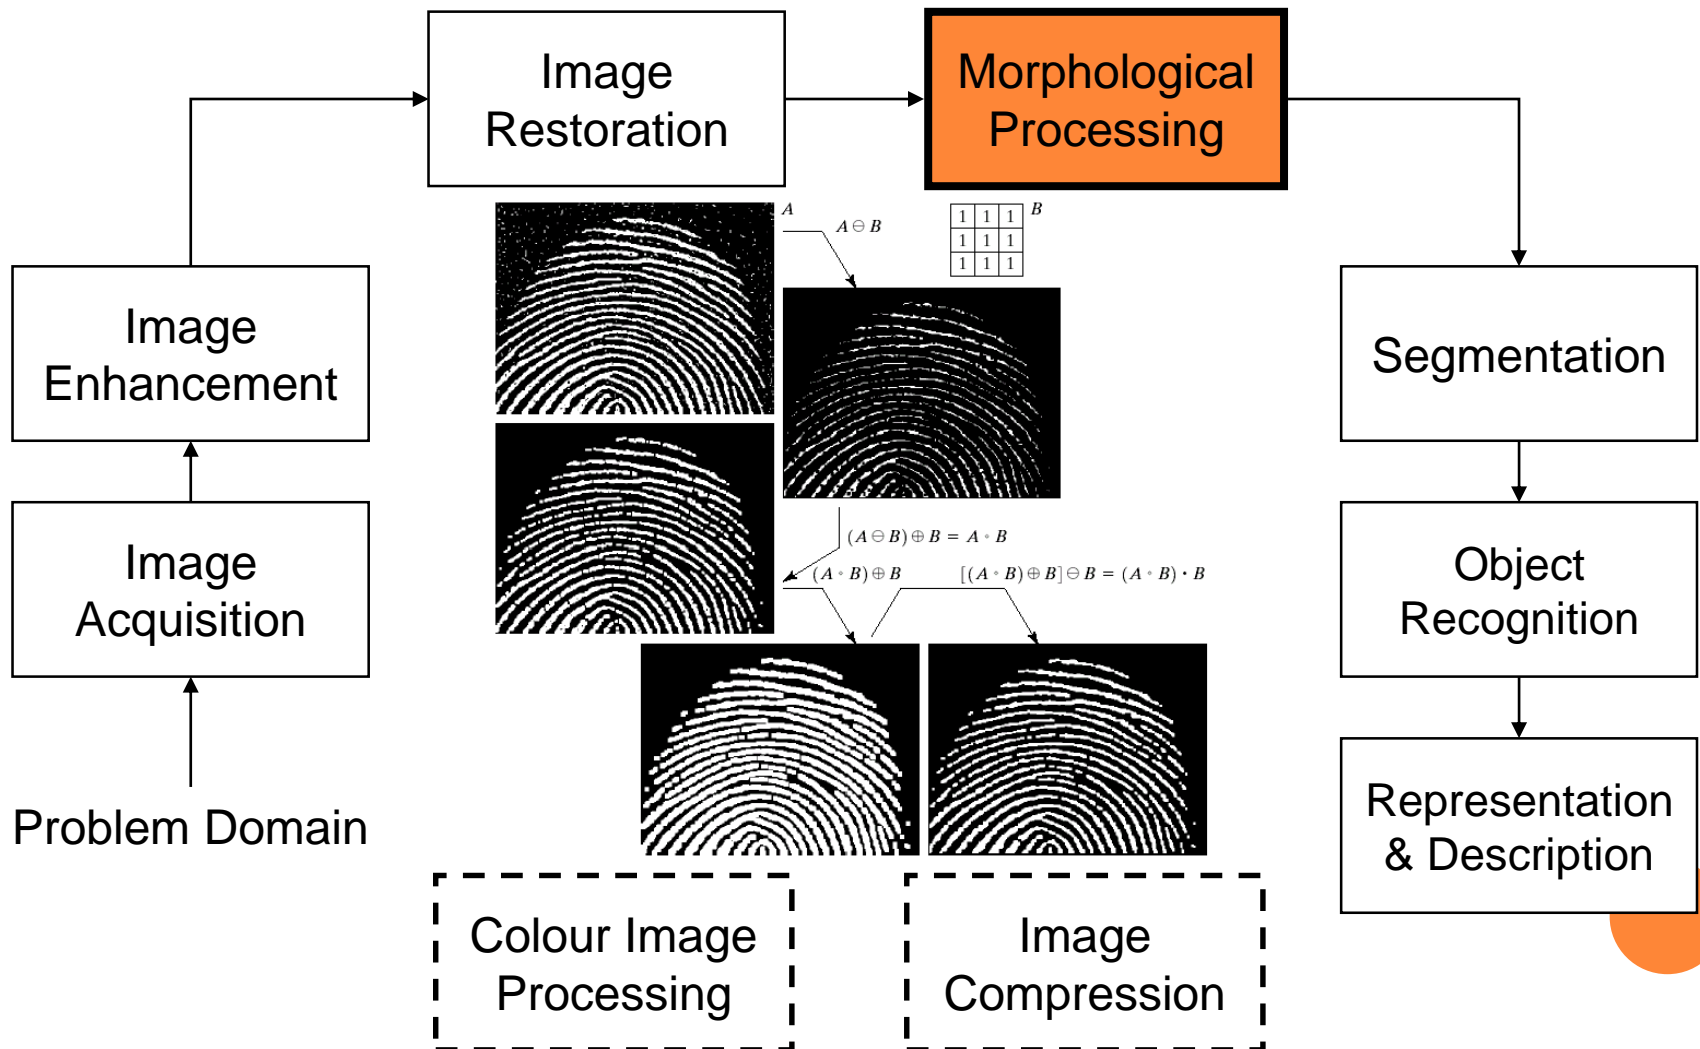 Image
Restoration
Morphological
Processing
Image
Enhancement
Image
Acquisition
Problem Domain
A
A ⊖ B
1 1 1
1 1 1
1 1 1
B
(A ⊖ B) ⊕ B = A ∘ B
(A ∘ B) ⊕ B
[(A ∘ B) ⊕ B] ⊖ B = (A ∘ B) • B
Segmentation
Object
Recognition
Representation
& Description
Colour Image
Processing
Image
Compression